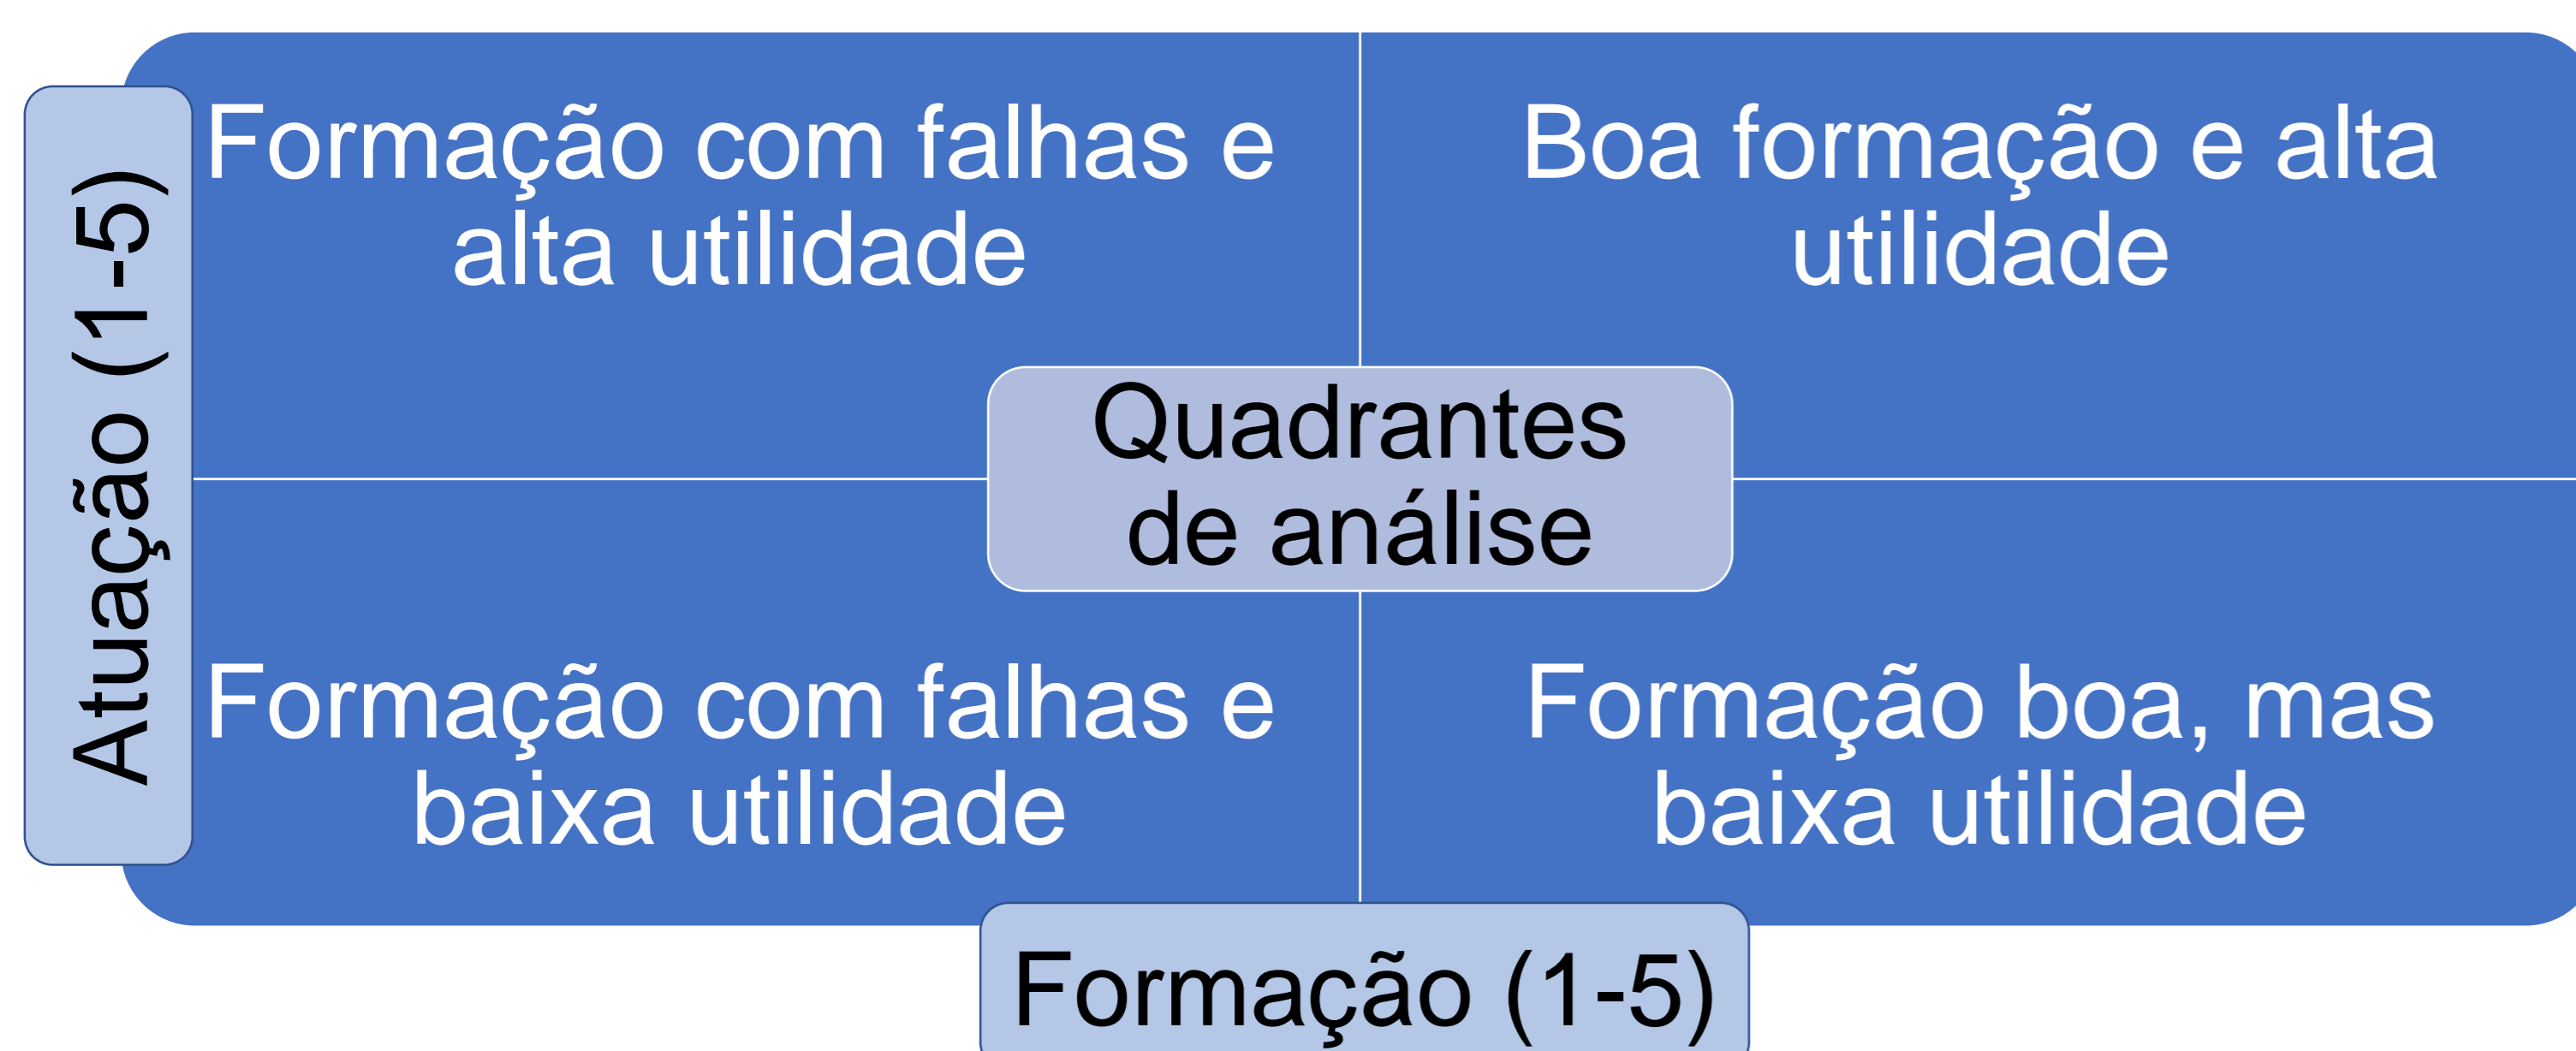 Atuação (1-5)
Formação com falhas e
alta utilidade
Boa formação e alta
utilidade
Quadrantes
de análise
Formação com falhas e
baixa utilidade
Formação boa, mas
baixa utilidade
Formação (1-5)